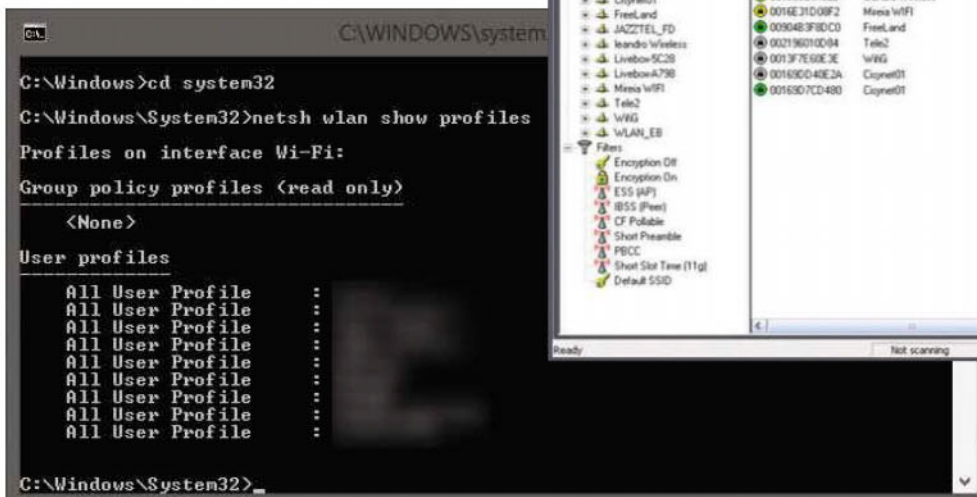 C:\WINDOWS\system
C:\Windows>cd system32
C:\Windows\System32>netsh wlan show profiles
Profiles on interface Wi-Fi:
Group policy profiles (read only)
<None>
User profiles
All User Profile :
All User Profile :
All User Profile :
All User Profile :
All User Profile :
All User Profile :
All User Profile :
All User Profile :
All User Profile :
C:\Windows\System32>_
FreeLand
JAZZTEL_FD
leandro Wireless
Livebox-5C28
Livebox-A798
Mireia WIFI
Tele2
WiliG
WLAN_EB
Filters
Encryption Off
Encryption On
ESS (AP)
IBSS (Peer)
CF Pollable
Short Preamble
PBCC
Short Slot Time (11g)
Default SSID
0016E31D08F2 Mireia WIFI
00904B3F8DC0 FreeLand
002196010D84 Tele2
0013F7E60E3E WiliG
00169DD40E2A Cisynet01
00169D7CD480 Cisynet01
Ready
Not scanning